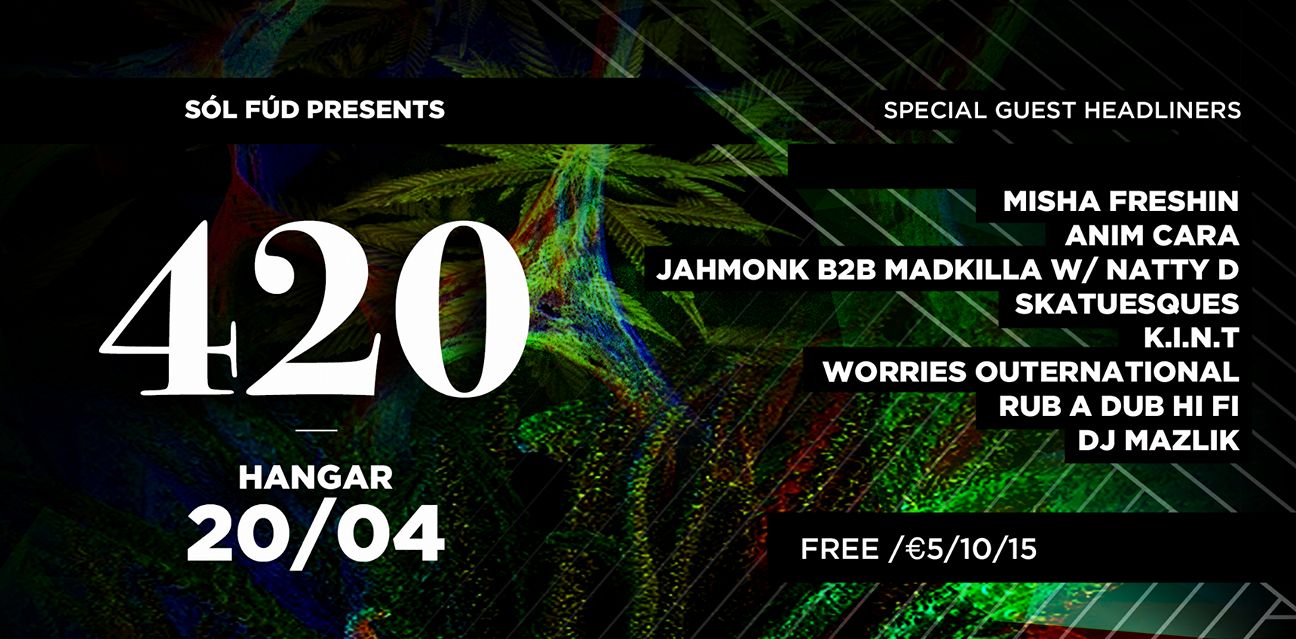 SÓL FÚD PRESENTS
420
HANGAR
20/04
SPECIAL GUEST HEADLINERS
MISHA FRESHIN
ANIM CARA
JAHMONK B2B MADKILLA W/ NATTY D
SKATUESQUES
K.I.N.T
WORRIES OUTERNATIONAL
RUB A DUB HI FI
DJ MAZLIK
FREE /€5/10/15